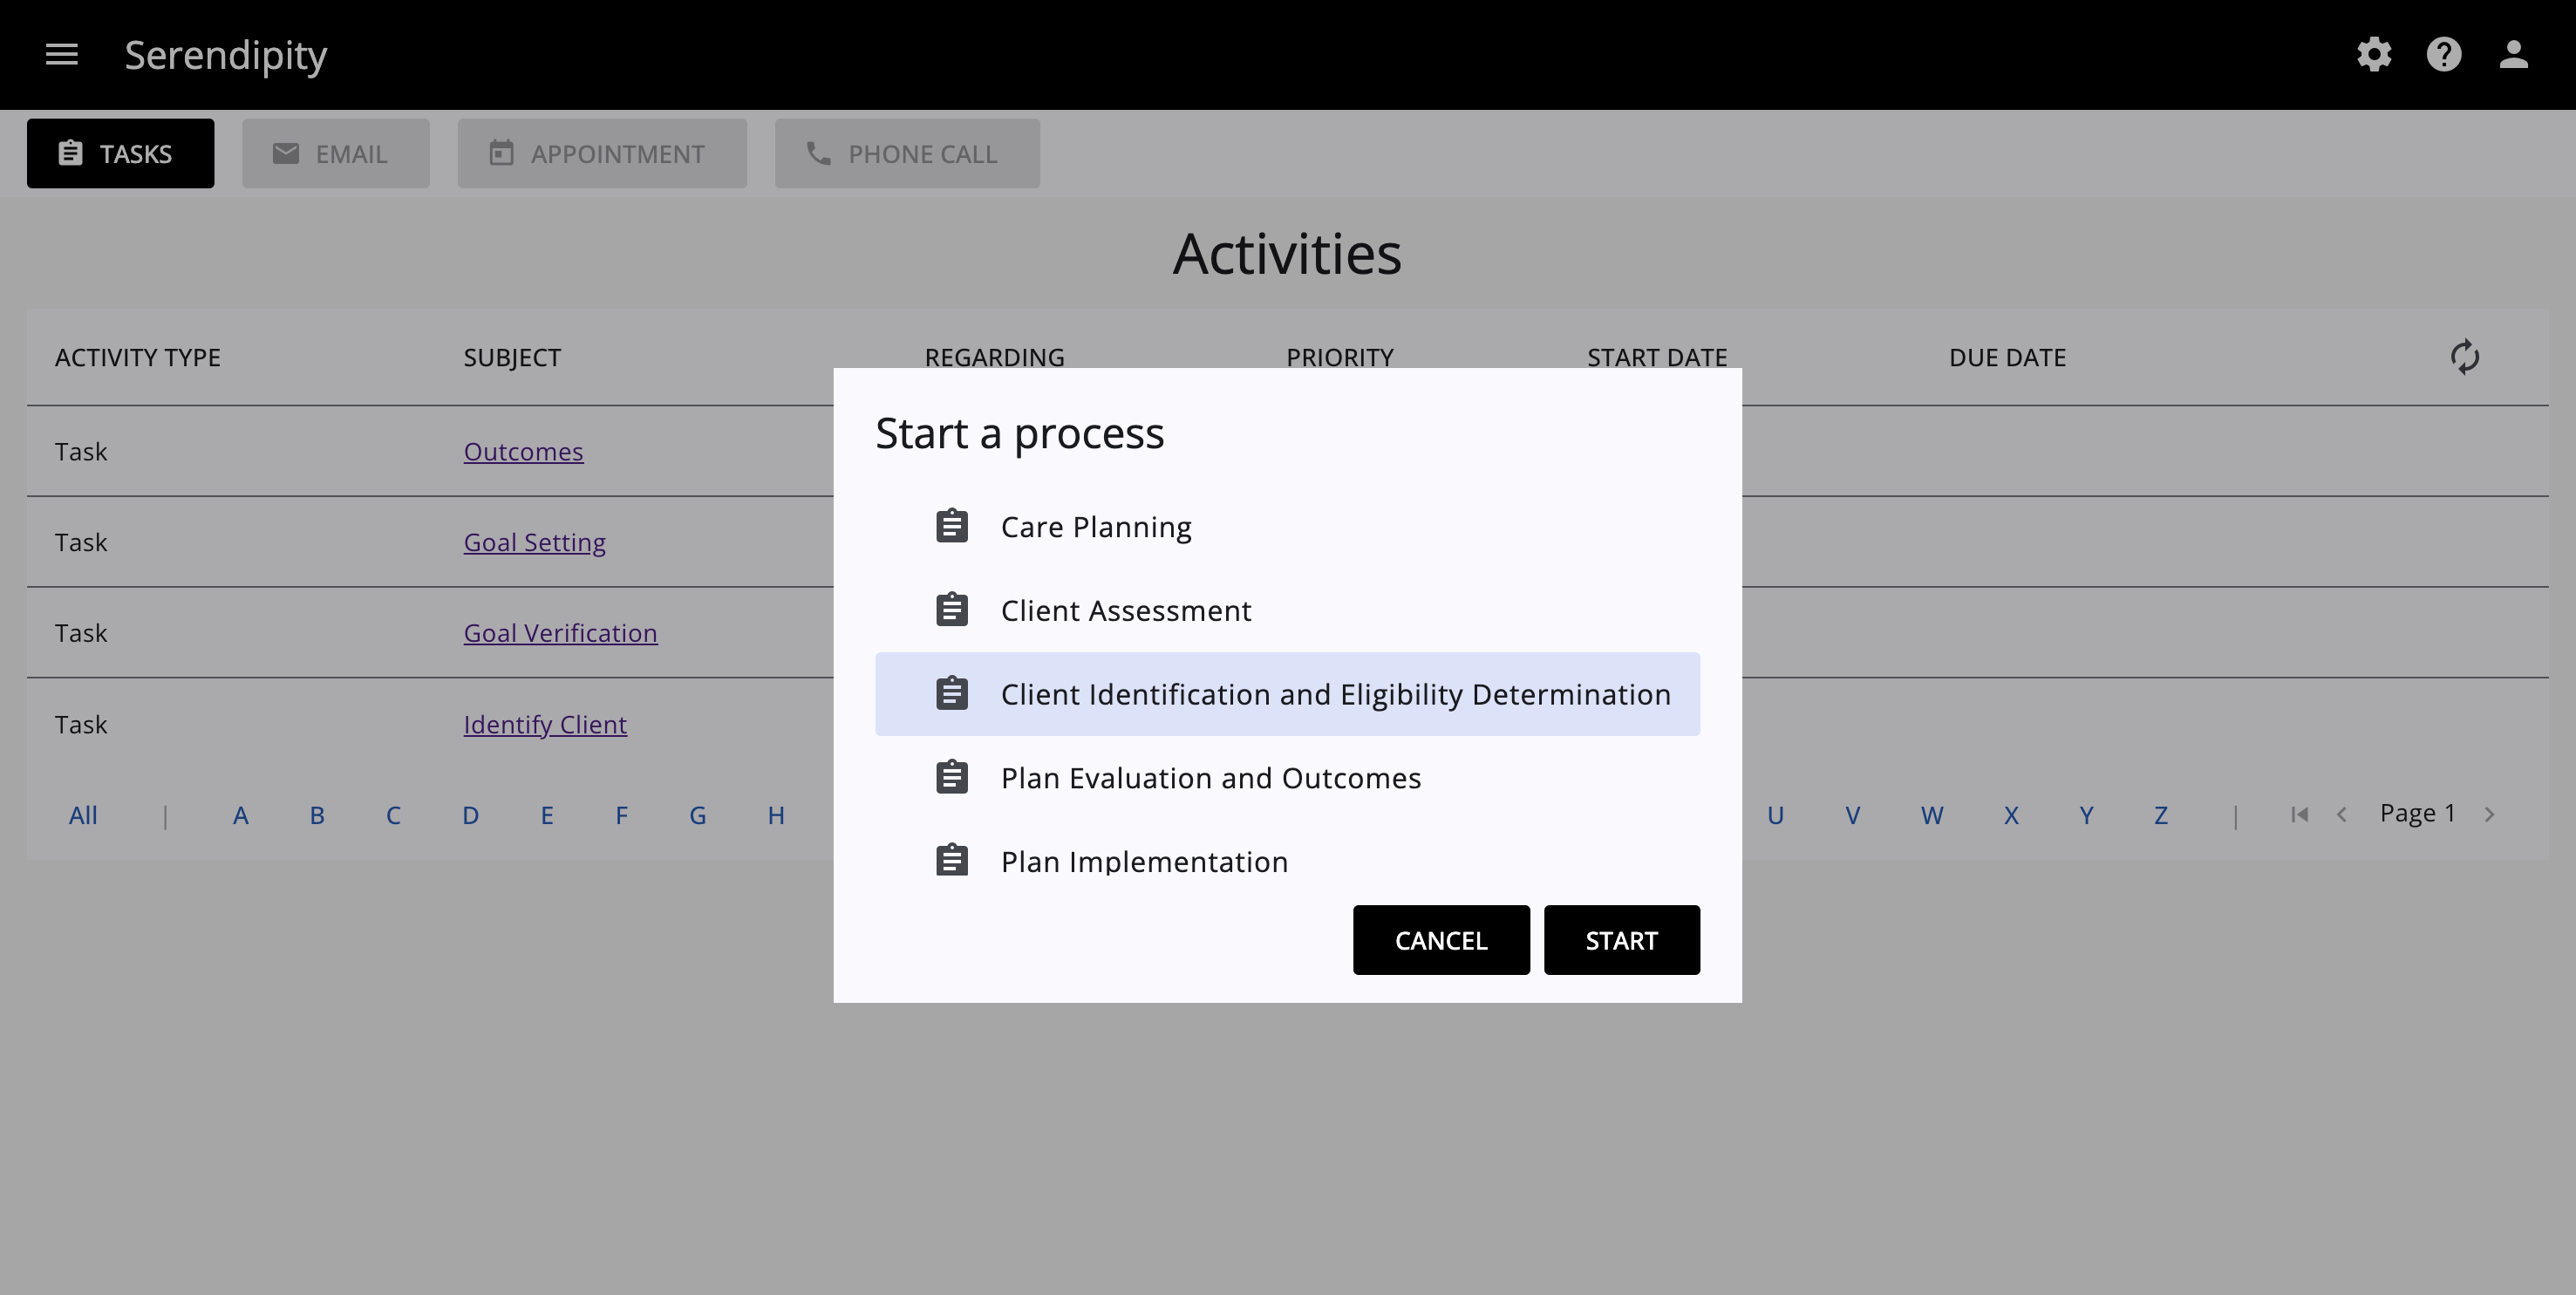 Serendipity
TASKS EMAIL APPOINTMENT PHONE CALL
Activities
ACTIVITY TYPE SUBJECT REGARDING PRIORITY START DATE DUE DATE
Task Outcomes
Task Goal Setting
Task Goal Verification
Task Identify Client
All | A B C D E F G H U V W X Y Z | Page 1
Start a process
Care Planning
Client Assessment
Client Identification and Eligibility Determination
Plan Evaluation and Outcomes
Plan Implementation
CANCEL START